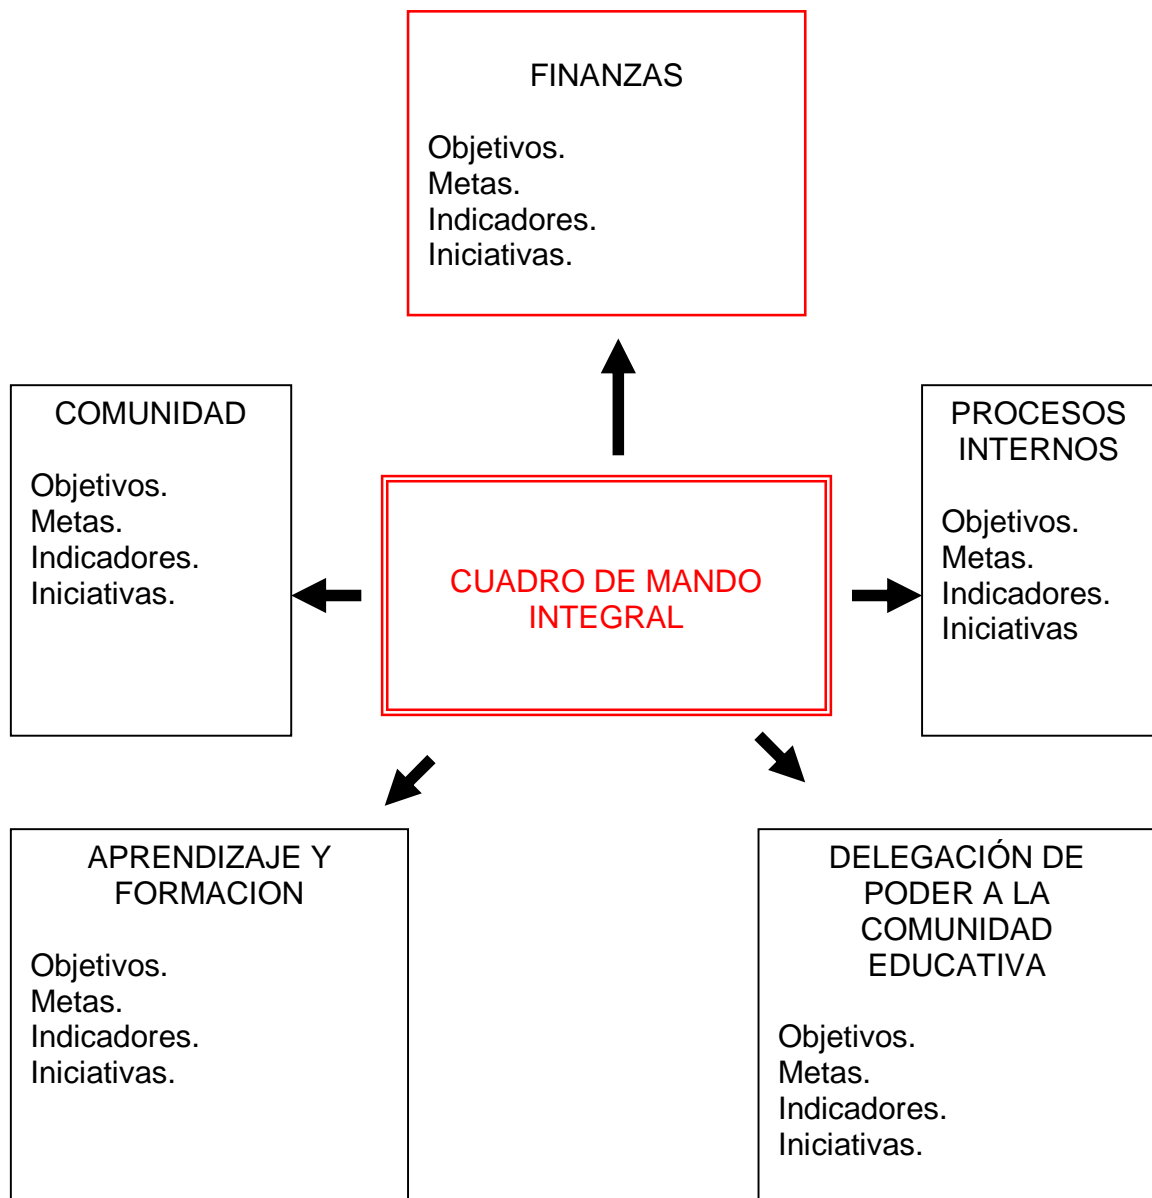 FINANZAS
Objetivos.
Metas.
Indicadores.
Iniciativas.
COMUNIDAD
Objetivos.
Metas.
Indicadores.
Iniciativas.
CUADRO DE MANDO
INTEGRAL
PROCESOS
INTERNOS
Objetivos.
Metas.
Indicadores.
Iniciativas
APRENDIZAJE Y
FORMACION
Objetivos.
Metas.
Indicadores.
Iniciativas.
DELEGACIÓN DE
PODER A LA
COMUNIDAD
EDUCATIVA
Objetivos.
Metas.
Indicadores.
Iniciativas.